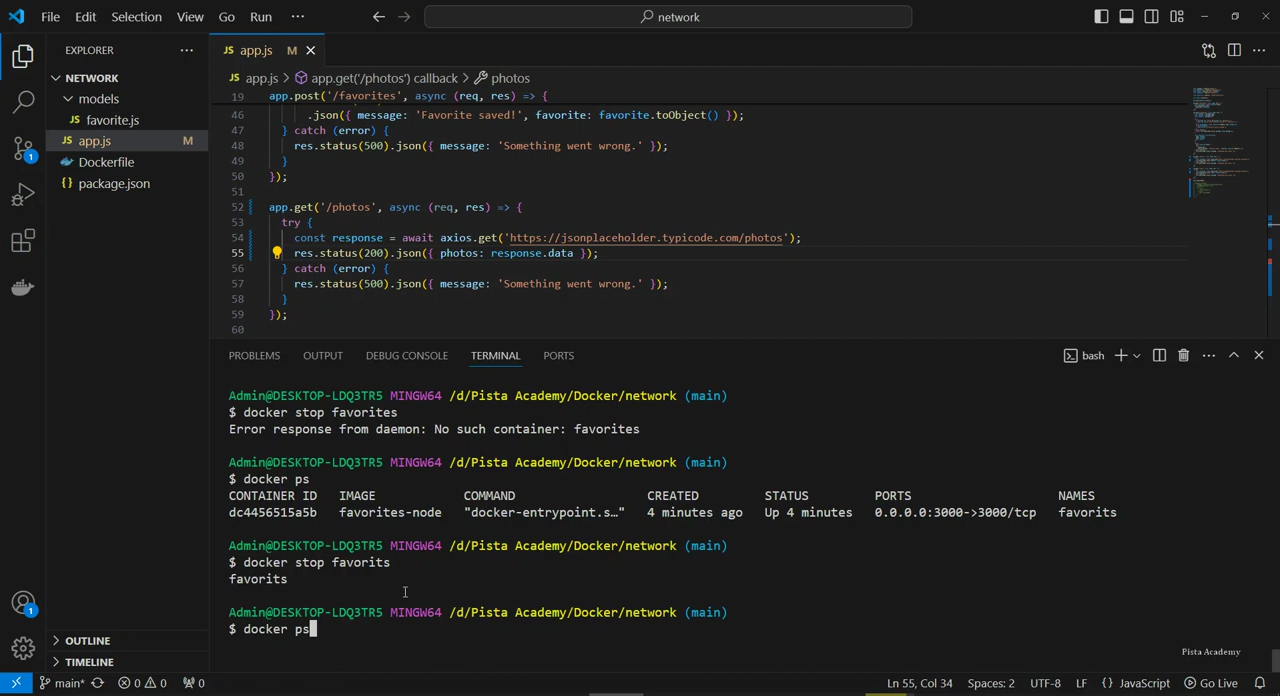 File Edit Selection View Go Run ··· network
EXPLORER ···
NETWORK
models
JS favorite.js
JS app.js M
Dockerfile
{} package.json
OUTLINE
TIMELINE
JS app.js M
JS app.js > app.get('/photos') callback > photos
19 app.post('/favorites', async (req, res) => {
46 .json({ message: 'Favorite saved!', favorite: favorite.toObject() });
47 } catch (error) {
48 res.status(500).json({ message: 'Something went wrong.' });
49 }
50 });
51
52 app.get('/photos', async (req, res) => {
53 try {
54 const response = await axios.get('https://jsonplaceholder.typicode.com/photos');
55 res.status(200).json({ photos: response.data });
56 } catch (error) {
57 res.status(500).json({ message: 'Something went wrong.' });
58 }
59 });
60
PROBLEMS OUTPUT DEBUG CONSOLE TERMINAL PORTS bash
Admin@DESKTOP-LDQ3TR5 MINGW64 /d/Pista Academy/Docker/network (main)
$ docker stop favorites
Error response from daemon: No such container: favorites
Admin@DESKTOP-LDQ3TR5 MINGW64 /d/Pista Academy/Docker/network (main)
$ docker ps
CONTAINER ID IMAGE COMMAND CREATED STATUS PORTS NAMES
dc4456515a5b favorites-node "docker-entrypoint.s…" 4 minutes ago Up 4 minutes 0.0.0.0:3000->3000/tcp favorits
Admin@DESKTOP-LDQ3TR5 MINGW64 /d/Pista Academy/Docker/network (main)
$ docker stop favorits
favorits
Admin@DESKTOP-LDQ3TR5 MINGW64 /d/Pista Academy/Docker/network (main)
$ docker ps
Pista Academy
main* 0 0 0 Ln 55, Col 34 Spaces: 2 UTF-8 LF {} JavaScript Go Live